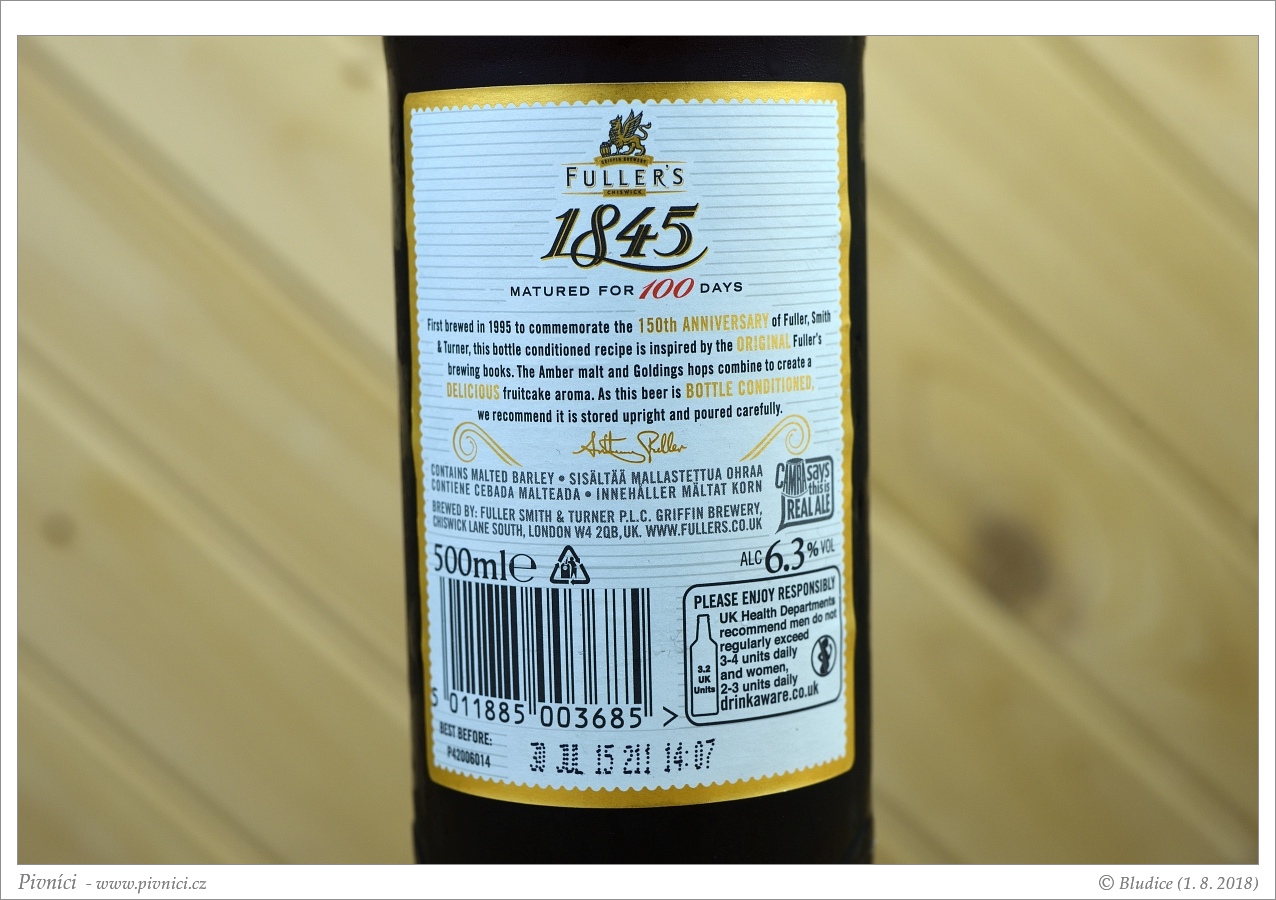 GRIFFIN BREWERY
FULLER'S
CHISWICK
1845
MATURED FOR 100 DAYS
First brewed in 1995 to commemorate the 150th ANNIVERSARY of Fuller, Smith
& Turner, this bottle conditioned recipe is inspired by the ORIGINAL Fuller's
brewing books. The Amber malt and Goldings hops combine to create a
DELICIOUS fruitcake aroma. As this beer is BOTTLE CONDITIONED,
we recommend it is stored upright and poured carefully.
Anthony Fuller
CONTAINS MALTED BARLEY • SISÄLTÄÄ MALLASTETTUA OHRAA
CONTIENE CEBADA MALTEADA • INNEHÅLLER MÄLTAT KORN
BREWED BY: FULLER SMITH & TURNER P.L.C. GRIFFIN BREWERY,
CHISWICK LANE SOUTH, LONDON W4 2QB, UK. WWW.FULLERS.CO.UK
CAMRA says
this is
REAL ALE
500ml ℮
ALC 6.3% VOL
PLEASE ENJOY RESPONSIBLY
UK Health Departments
recommend men do not
regularly exceed
3-4 units daily
and women,
2-3 units daily
drinkaware.co.uk
3.2
UK
Units
5 011885 003685 >
BEST BEFORE:
P42006014
30 JUL 15 211 14:07
Pivníci - www.pivnici.cz
© Bludice (1. 8. 2018)